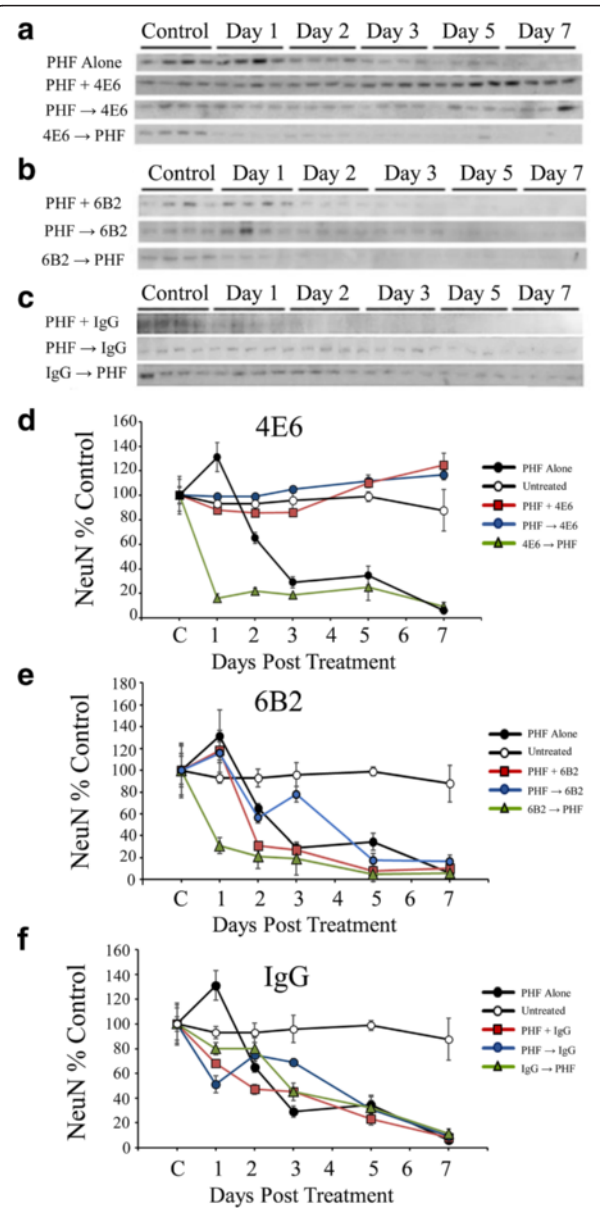 a
Control Day 1 Day 2 Day 3 Day 5 Day 7
PHF Alone
PHF + 4E6
PHF → 4E6
4E6 → PHF
b
Control Day 1 Day 2 Day 3 Day 5 Day 7
PHF + 6B2
PHF → 6B2
6B2 → PHF
c
Control Day 1 Day 2 Day 3 Day 5 Day 7
PHF + IgG
PHF → IgG
IgG → PHF
d
4E6
NeuN % Control
160
140
120
100
80
60
40
20
0
C 1 2 3 4 5 6 7
Days Post Treatment
PHF Alone
Untreated
PHF + 4E6
PHF → 4E6
4E6 → PHF
e
6B2
NeuN % Control
180
160
140
120
100
80
60
40
20
0
C 1 2 3 4 5 6 7
Days Post Treatment
PHF Alone
Untreated
PHF + 6B2
PHF → 6B2
6B2 → PHF
f
IgG
NeuN % Control
160
140
120
100
80
60
40
20
0
C 1 2 3 4 5 6 7
Days Post Treatment
PHF Alone
Untreated
PHF + IgG
PHF → IgG
IgG → PHF